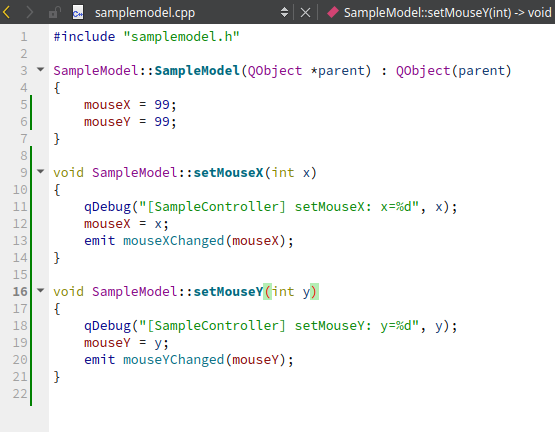 samplemodel.cpp
SampleModel::setMouseY(int) -> void
1 #include "samplemodel.h"
2
3 SampleModel::SampleModel(QObject *parent) : QObject(parent)
4 {
5     mouseX = 99;
6     mouseY = 99;
7 }
8
9 void SampleModel::setMouseX(int x)
10 {
11     qDebug("[SampleController] setMouseX: x=%d", x);
12     mouseX = x;
13     emit mouseXChanged(mouseX);
14 }
15
16 void SampleModel::setMouseY(int y)
17 {
18     qDebug("[SampleController] setMouseY: y=%d", y);
19     mouseY = y;
20     emit mouseYChanged(mouseY);
21 }
22